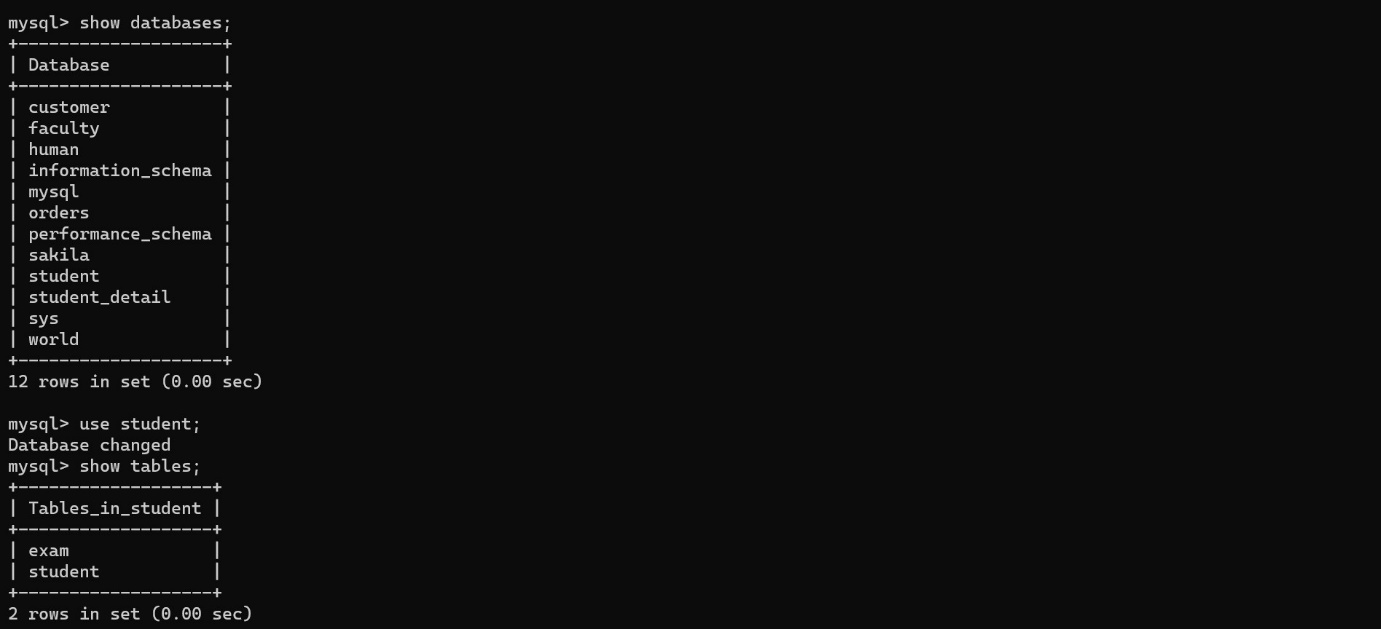 mysql> show databases;
+--------------------+
| Database           |
+--------------------+
| customer           |
| faculty            |
| human              |
| information_schema |
| mysql              |
| orders             |
| performance_schema |
| sakila             |
| student            |
| student_detail     |
| sys                |
| world              |
+--------------------+
12 rows in set (0.00 sec)

mysql> use student;
Database changed
mysql> show tables;
+-------------------+
| Tables_in_student |
+-------------------+
| exam              |
| student           |
+-------------------+
2 rows in set (0.00 sec)